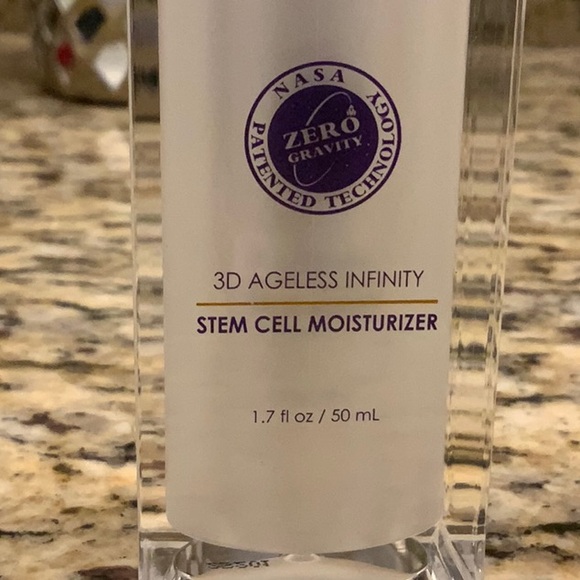 NASA
PATENTED TECHNOLOGY
ZERO
GRAVITY
3D AGELESS INFINITY
STEM CELL MOISTURIZER
1.7 fl oz / 50 mL